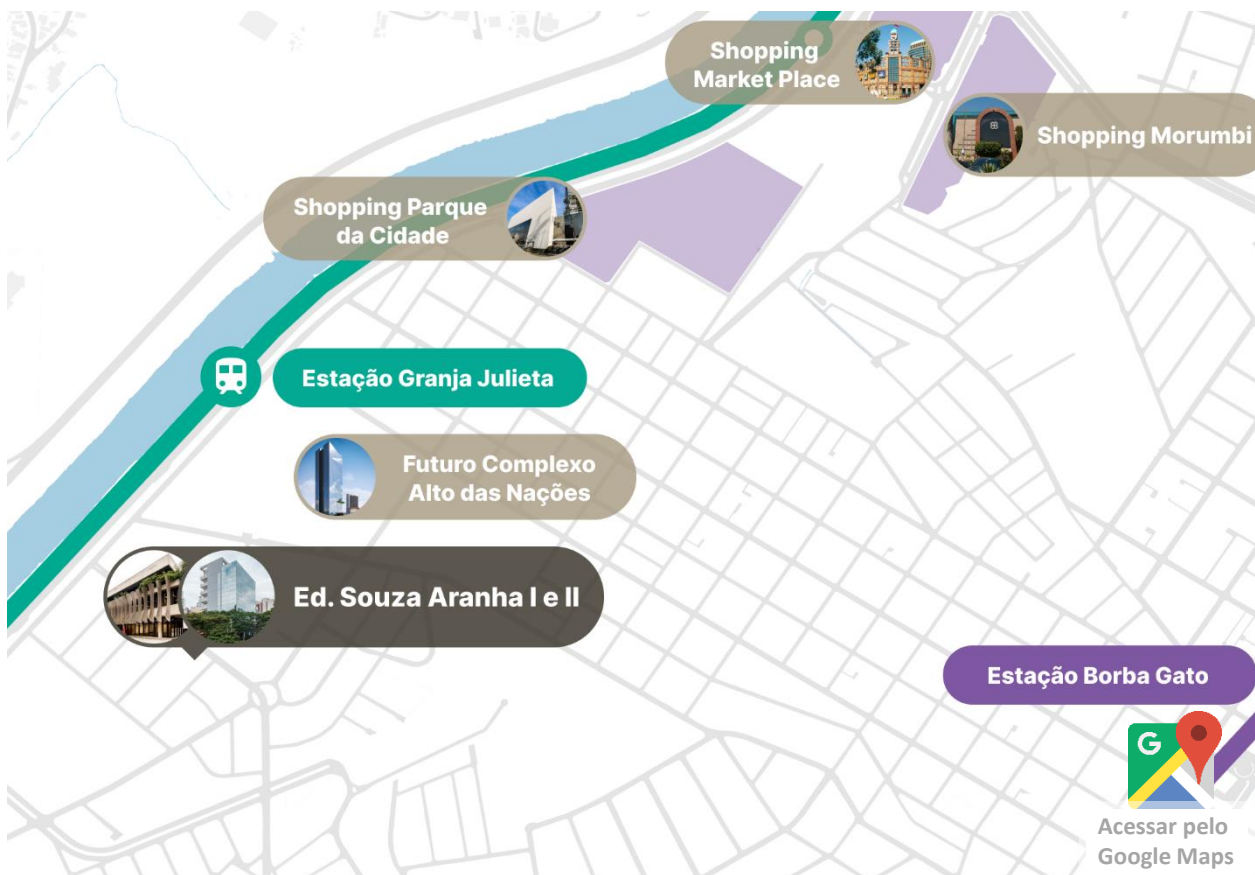 Shopping
Market Place
Shopping Morumbi
Shopping Parque
da Cidade
Estação Granja Julieta
Futuro Complexo
Alto das Nações
Ed. Souza Aranha I e II
Estação Borba Gato
G
Acessar pelo
Google Maps